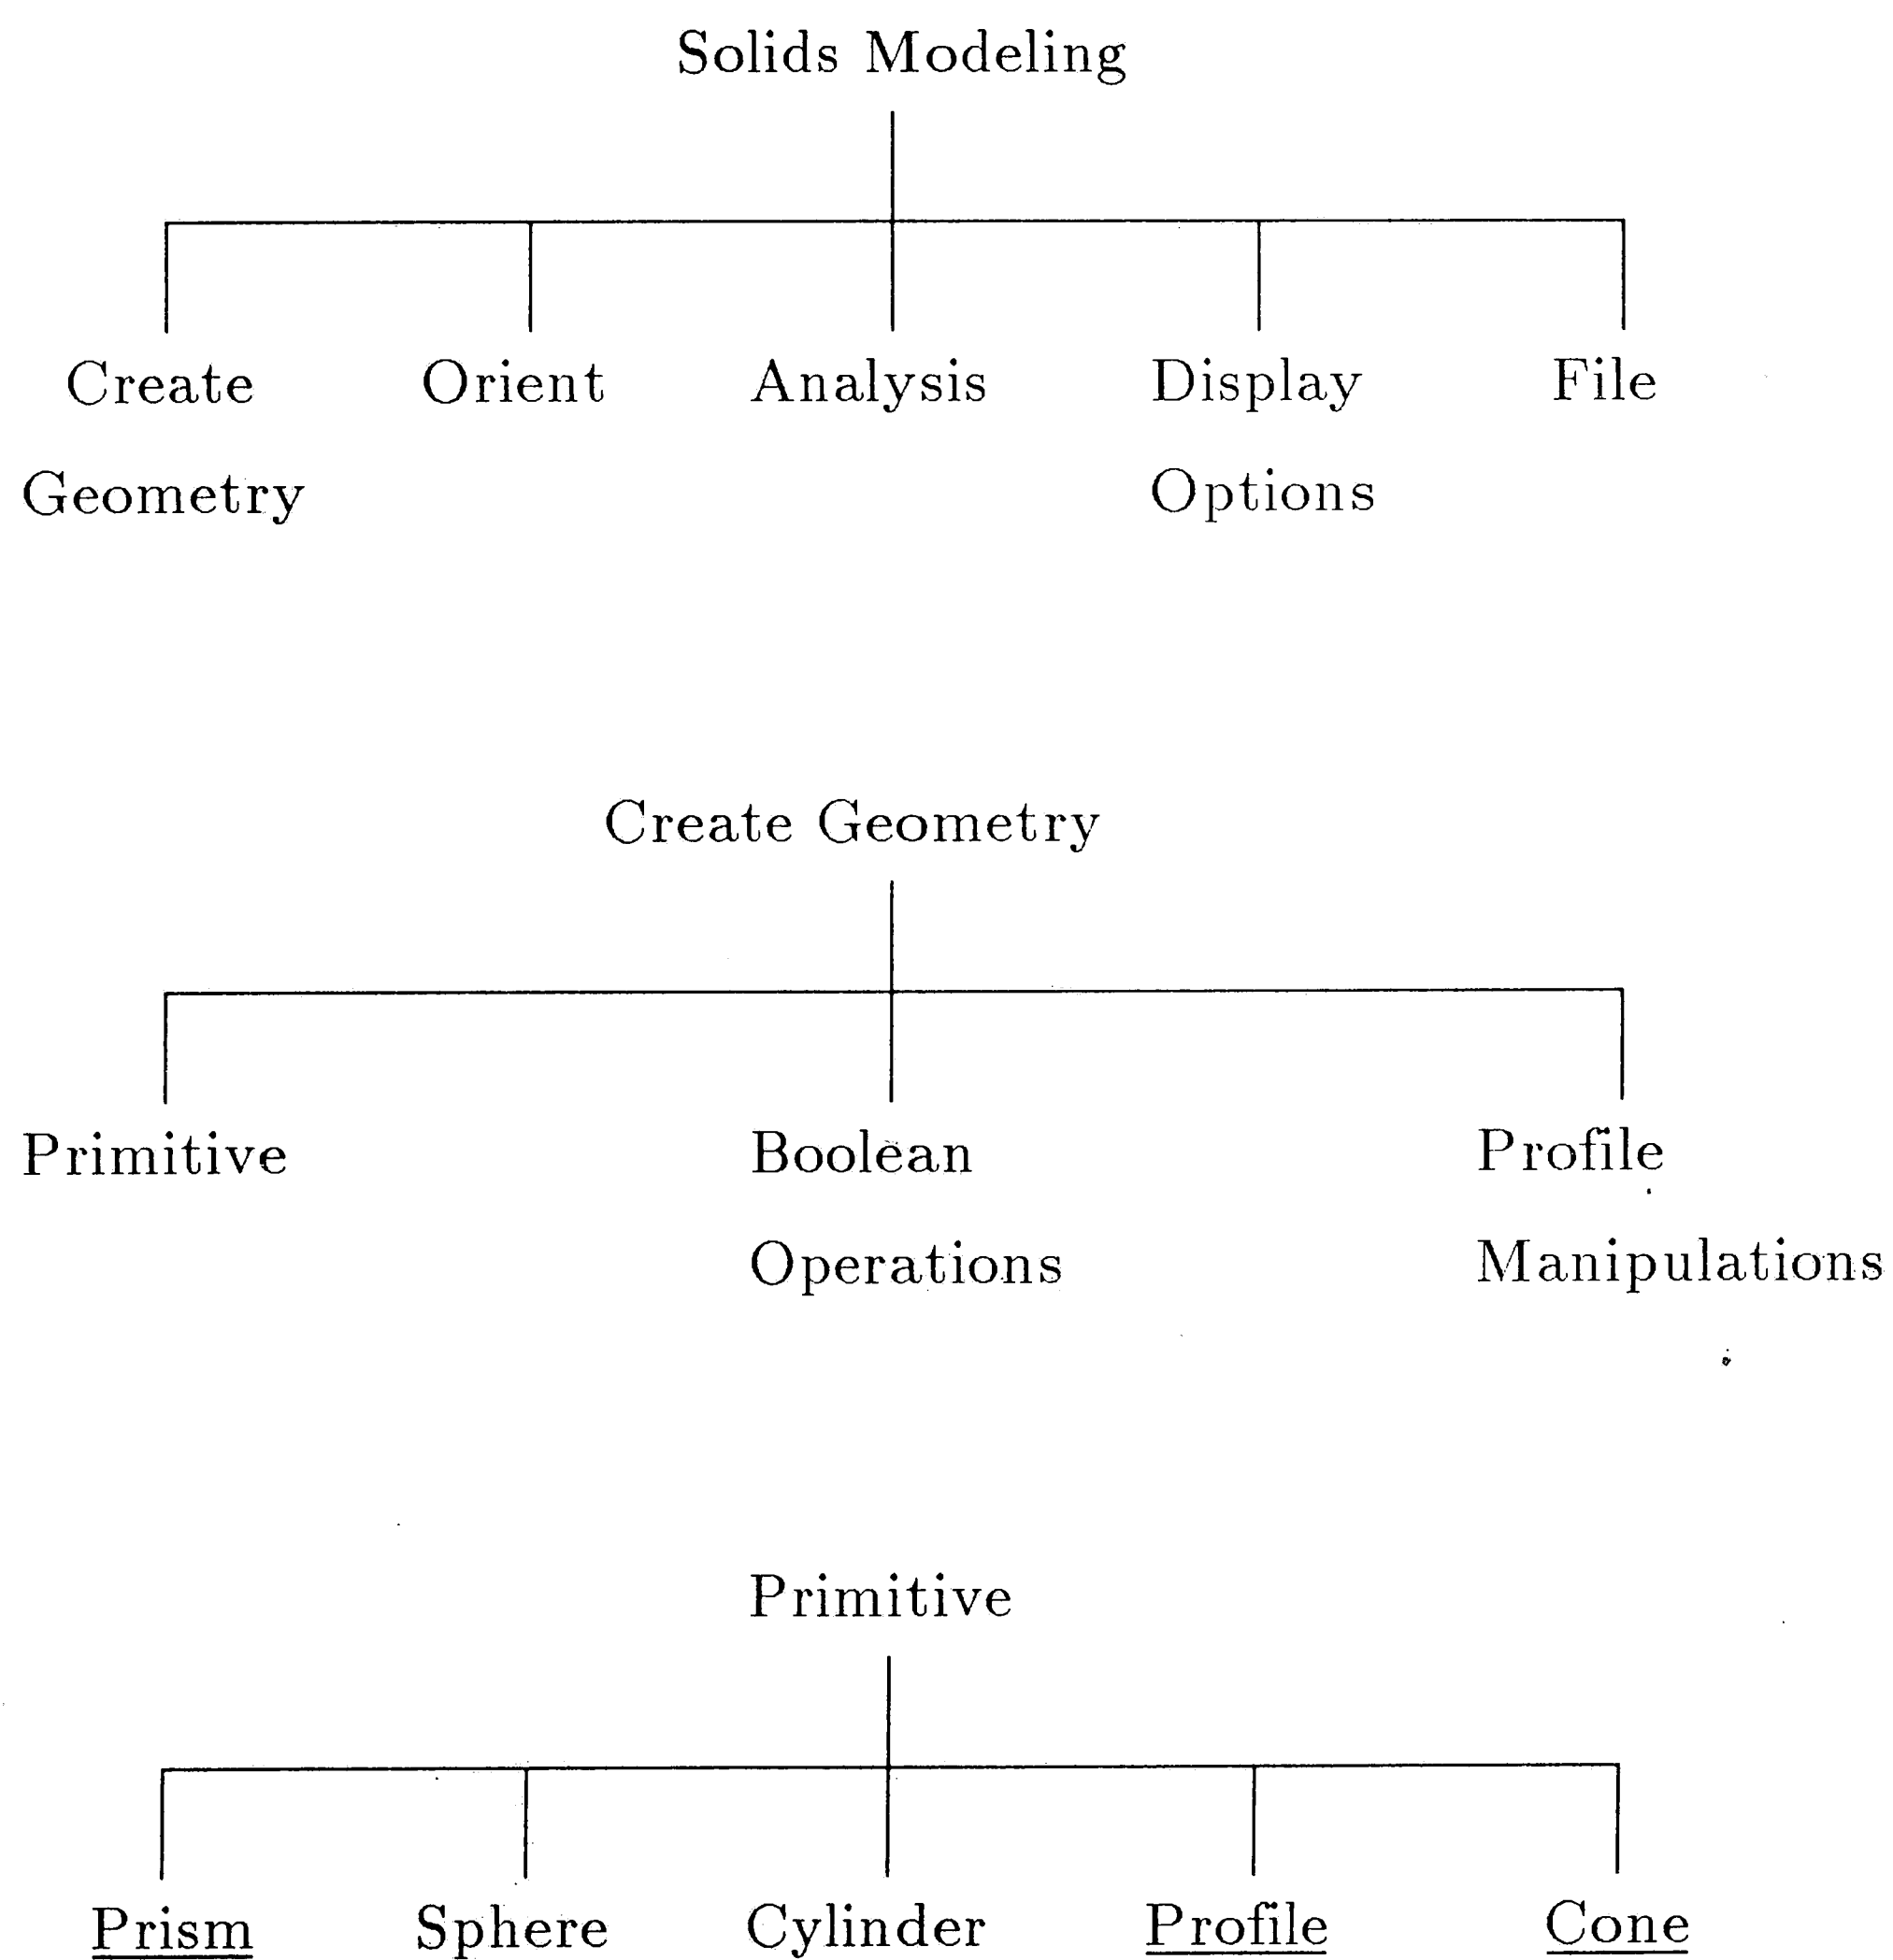 Solids Modeling
Create Orient Analysis Display File
Geometry Options
Create Geometry
Primitive Boolean Profile
Operations Manipulations
Primitive
Prism Sphere Cylinder Profile Cone